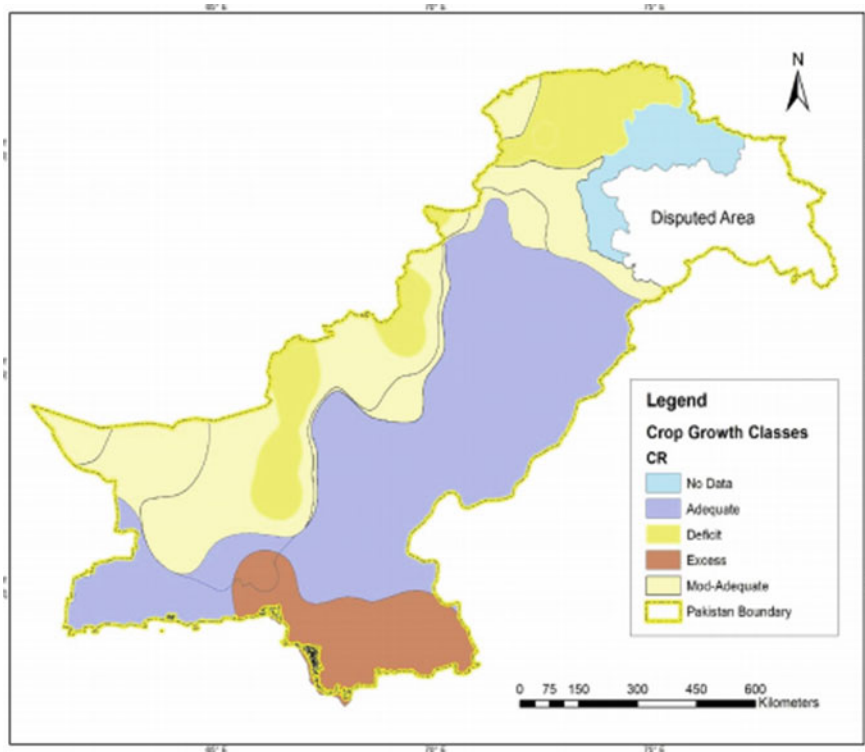 N
Disputed Area
Legend
Crop Growth Classes
CR
No Data
Adequate
Deficit
Excess
Mod-Adequate
Pakistan Boundary
0 75 150 300 450 600
Kilometers